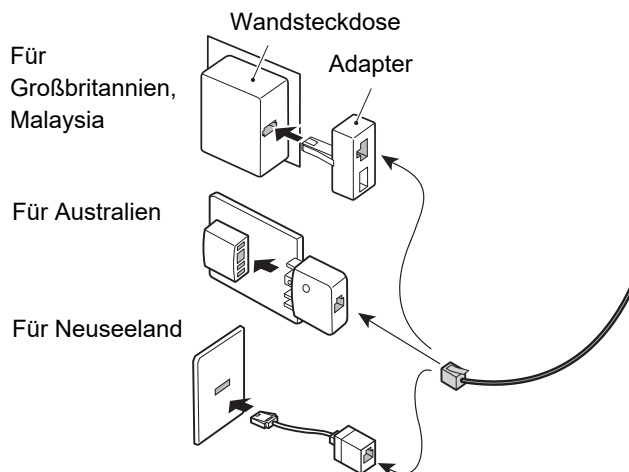 Wandsteckdose
Für
Großbritannien,
Malaysia
Adapter
Für Australien
Für Neuseeland